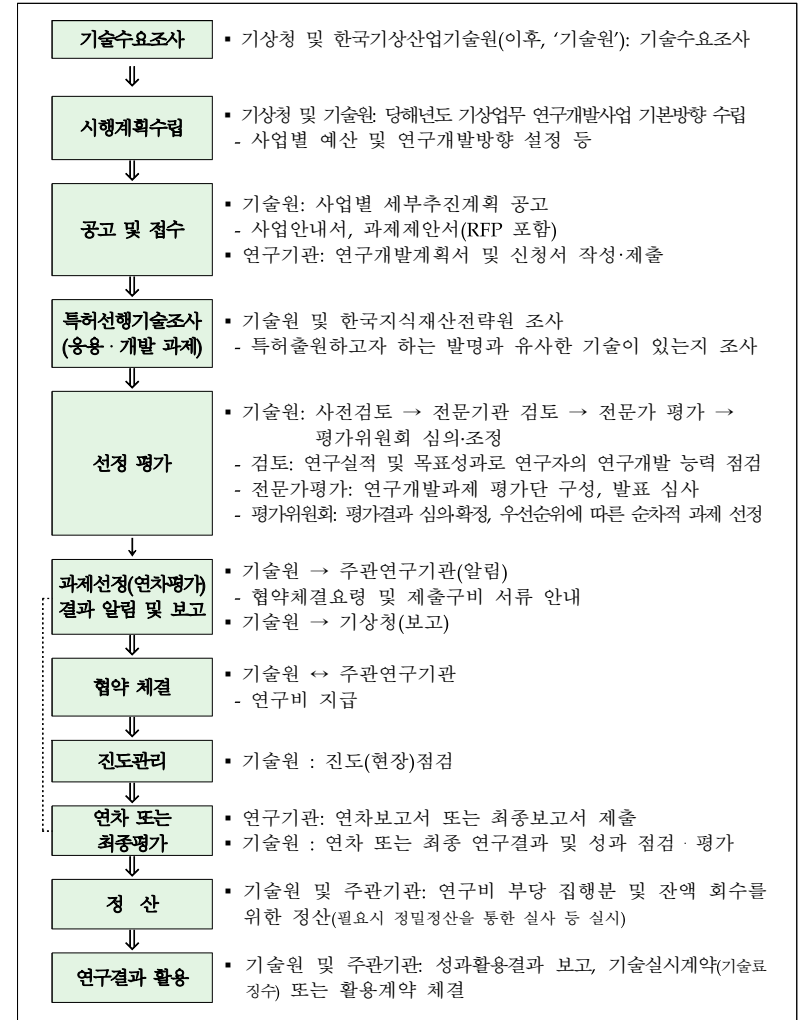 기술수요조사
▪ 기상청 및 한국기상산업기술원(이후, ‘기술원’): 기술수요조사
⇓
시행계획수립
▪ 기상청 및 기술원: 당해년도 기상업무 연구개발사업 기본방향 수립
- 사업별 예산 및 연구개발방향 설정 등
⇓
공고 및 접수
▪ 기술원: 사업별 세부추진계획 공고
- 사업안내서, 과제제안서(RFP 포함)
▪ 연구기관: 연구개발계획서 및 신청서 작성·제출
⇓
특허선행기술조사
(응용·개발 과제)
▪ 기술원 및 한국지식재산전략원 조사
- 특허출원하고자 하는 발명과 유사한 기술이 있는지 조사
⇓
선정 평가
▪ 기술원: 사전검토 → 전문기관 검토 → 전문가 평가 →
평가위원회 심의·조정
- 검토: 연구실적 및 목표성과로 연구자의 연구개발 능력 점검
- 전문가평가: 연구개발과제 평가단 구성, 발표 심사
- 평가위원회: 평가결과 심의·확정, 우선순위에 따른 순차적 과제 선정
↓
과제선정(연차평가)
결과 알림 및 보고
▪ 기술원 → 주관연구기관(알림)
- 협약체결요령 및 제출구비 서류 안내
▪ 기술원 → 기상청(보고)
⇓
협약 체결
▪ 기술원 ↔ 주관연구기관
- 연구비 지급
⇓
진도관리
▪ 기술원 : 진도(현장)점검
⇓
연차 또는
최종평가
▪ 연구기관: 연차보고서 또는 최종보고서 제출
▪ 기술원 : 연차 또는 최종 연구결과 및 성과 점검·평가
⇓
정 산
▪ 기술원 및 주관기관: 연구비 부당 집행분 및 잔액 회수를
위한 정산(필요시 정밀정산을 통한 실사 등 실시)
⇓
연구결과 활용
▪ 기술원 및 주관기관: 성과활용결과 보고, 기술실시계약(기술료
징수) 또는 활용계약 체결